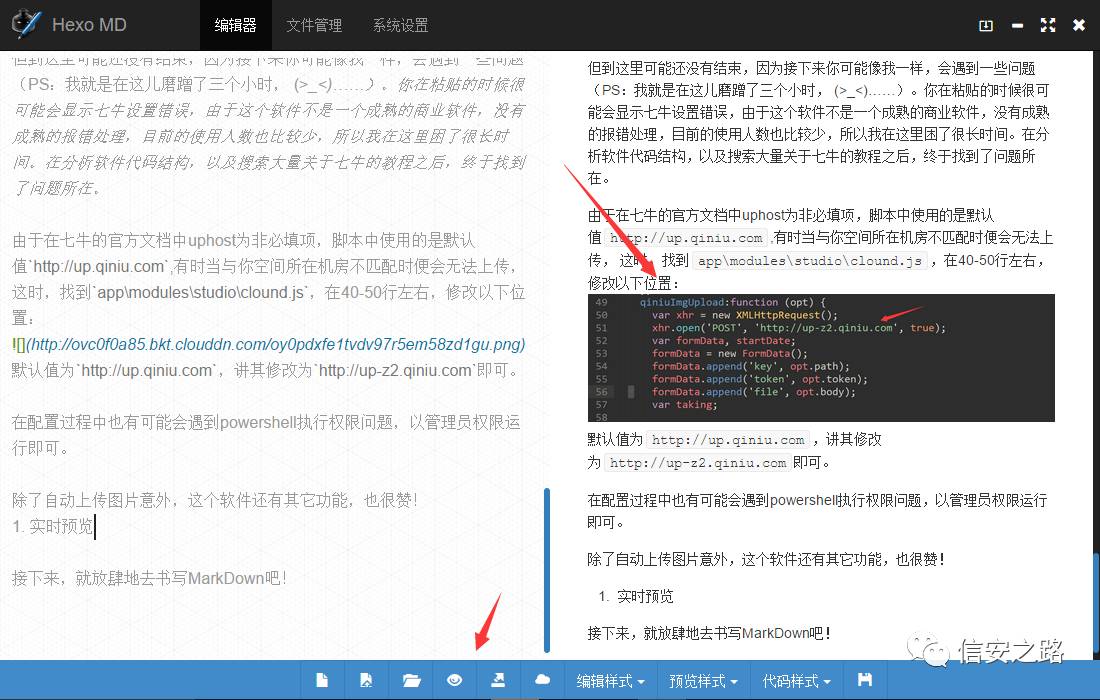 Hexo MD 编辑器 文件管理 系统设置
但到这里可能还没有结束，因为接下来你可能像我一样，会遇到一些问题
（PS：我就是在这儿磨蹭了三个小时， (>_<)……）。你在粘贴的时候很
可能会显示七牛设置错误，由于这个软件不是一个成熟的商业软件，没有
成熟的报错处理，目前的使用人数也比较少，所以我在这里困了很长时
间。在分析软件代码结构，以及搜索大量关于七牛的教程之后，终于找到
了问题所在。
由于在七牛的官方文档中uphost为非必填项，脚本中使用的是默认
值`http://up.qiniu.com`,有时当与你空间所在机房不匹配时便会无法上传，
这时，找到`app\modules\studio\clound.js`，在40-50行左右，修改以下位
置：
![](http://ovc0f0a85.bkt.clouddn.com/oy0pdxfe1tvdv97r5em58zd1gu.png)
默认值为`http://up.qiniu.com`，讲其修改为`http://up-z2.qiniu.com`即可。
在配置过程中也有可能会遇到powershell执行权限问题，以管理员权限运
行即可。
除了自动上传图片意外，这个软件还有其它功能，也很赞！
1. 实时预览
接下来，就放肆地去书写MarkDown吧！
但到这里可能还没有结束，因为接下来你可能像我一样，会遇到一些问题
（PS：我就是在这儿磨蹭了三个小时， (>_<)……）。你在粘贴的时候很可
能会显示七牛设置错误，由于这个软件不是一个成熟的商业软件，没有成熟
的报错处理，目前的使用人数也比较少，所以我在这里困了很长时间。在分
析软件代码结构，以及搜索大量关于七牛的教程之后，终于找到了问题所
在。
由于在七牛的官方文档中uphost为非必填项，脚本中使用的是默认
值 http://up.qiniu.com ,有时当与你空间所在机房不匹配时便会无法上
传，这时，找到 app\modules\studio\clound.js ，在40-50行左右，
修改以下位置：
49 qiniuImgUpload:function (opt) {
50 var xhr = new XMLHttpRequest();
51 xhr.open('POST', 'http://up-z2.qiniu.com', true);
52 var formData, startDate;
53 formData = new FormData();
54 formData.append('key', opt.path);
55 formData.append('token', opt.token);
56 formData.append('file', opt.body);
57 var taking;
58
默认值为 http://up.qiniu.com ，讲其修改
为 http://up-z2.qiniu.com 即可。
在配置过程中也有可能会遇到powershell执行权限问题，以管理员权限运行
即可。
除了自动上传图片意外，这个软件还有其它功能，也很赞！
1. 实时预览
接下来，就放肆地去书写MarkDown吧！
信安之路
编辑样式 预览样式 代码样式